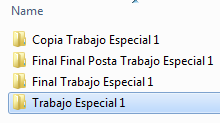 Name
Copia Trabajo Especial 1
Final Final Posta Trabajo Especial 1
Final Trabajo Especial 1
Trabajo Especial 1